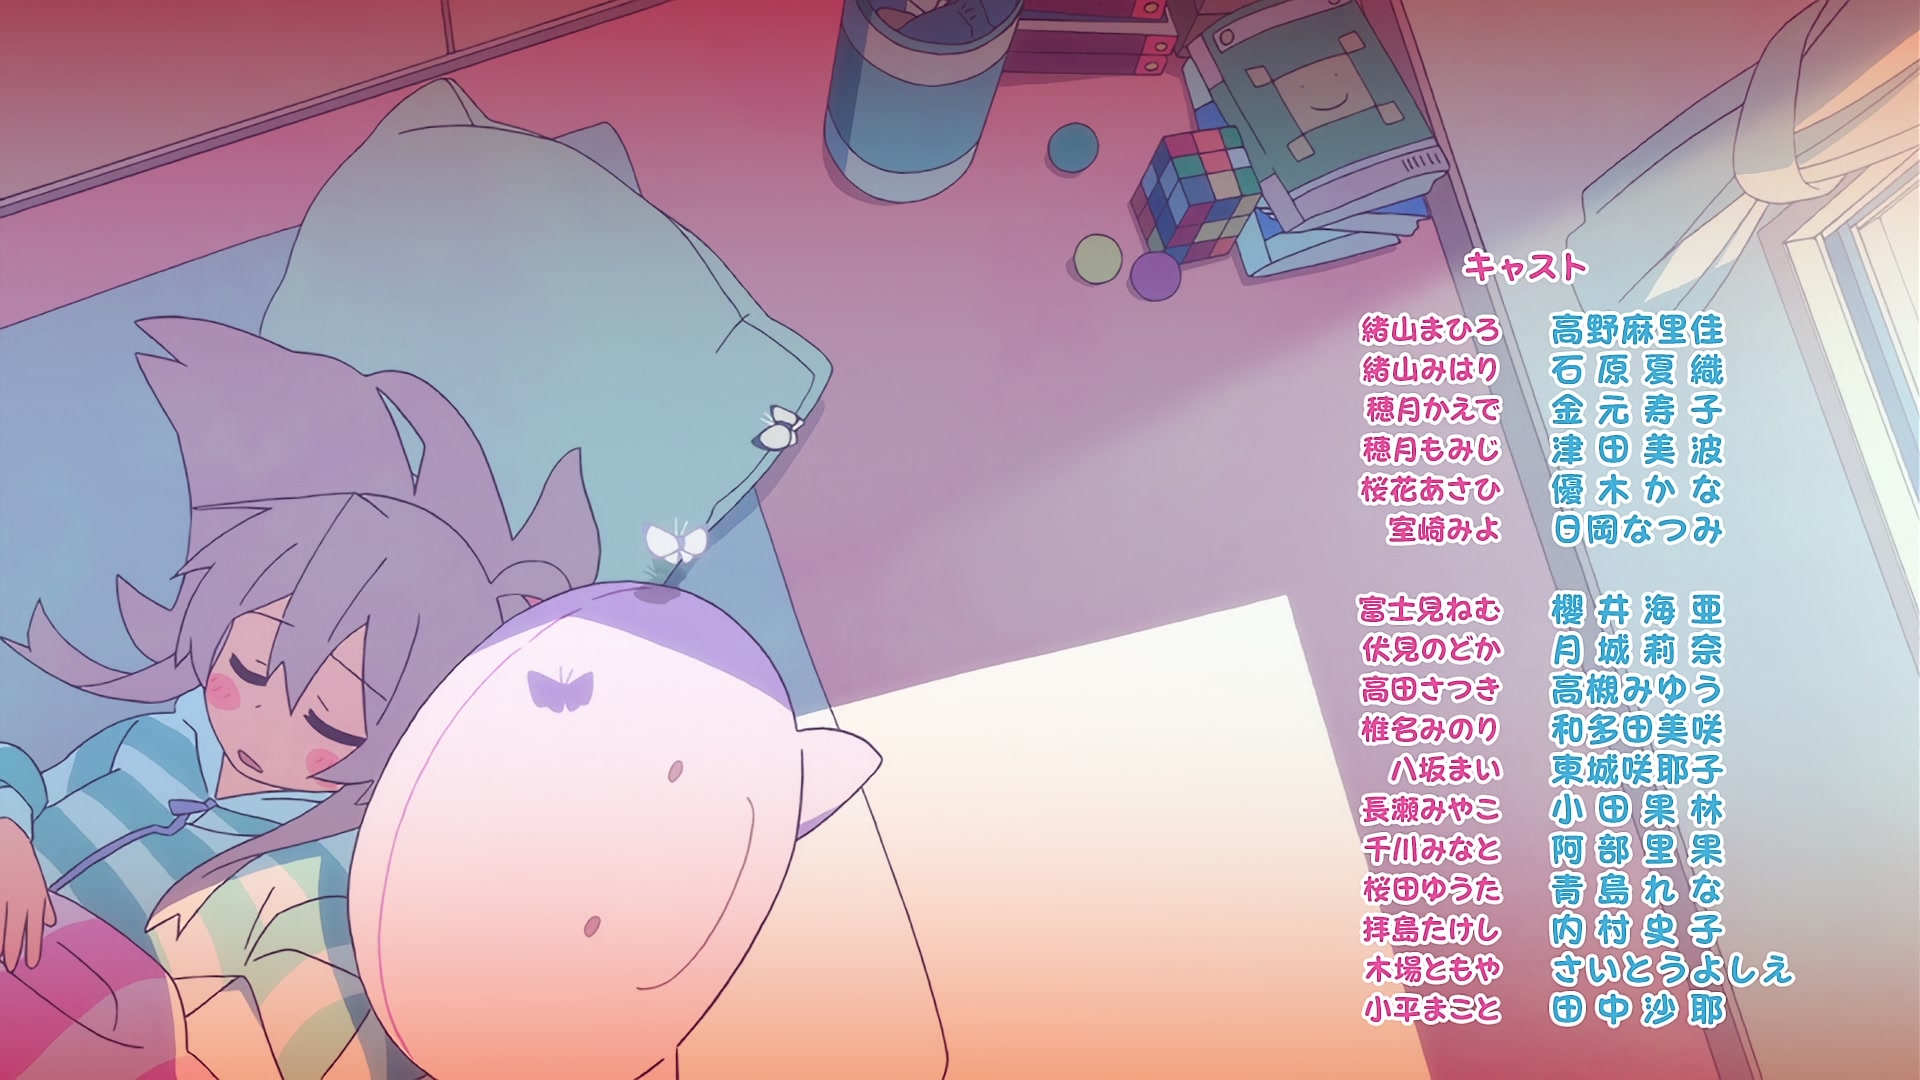 キャスト
緒山まひろ 高野麻里佳
緒山みはり 石原夏織
穂月かえで 金元寿子
穂月もみじ 津田美波
桜花あさひ 優木かな
室崎みよ 日岡なつみ
富士見ねむ 櫻井海亜
伏見のどか 月城莉奈
高田さつき 高槻みゆう
椎名みのり 和多田美咲
八坂まい 東城咲耶子
長瀬みやこ 小田果林
千川みなと 阿部里果
桜田ゆうた 青島れな
拝島たけし 内村史子
木場ともや さいとうよしえ
小平まこと 田中沙耶